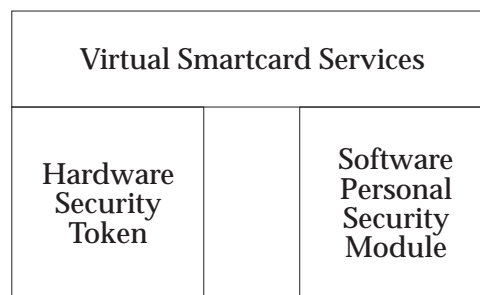 Virtual Smartcard Services
Hardware
Security
Token
Software
Personal
Security
Module